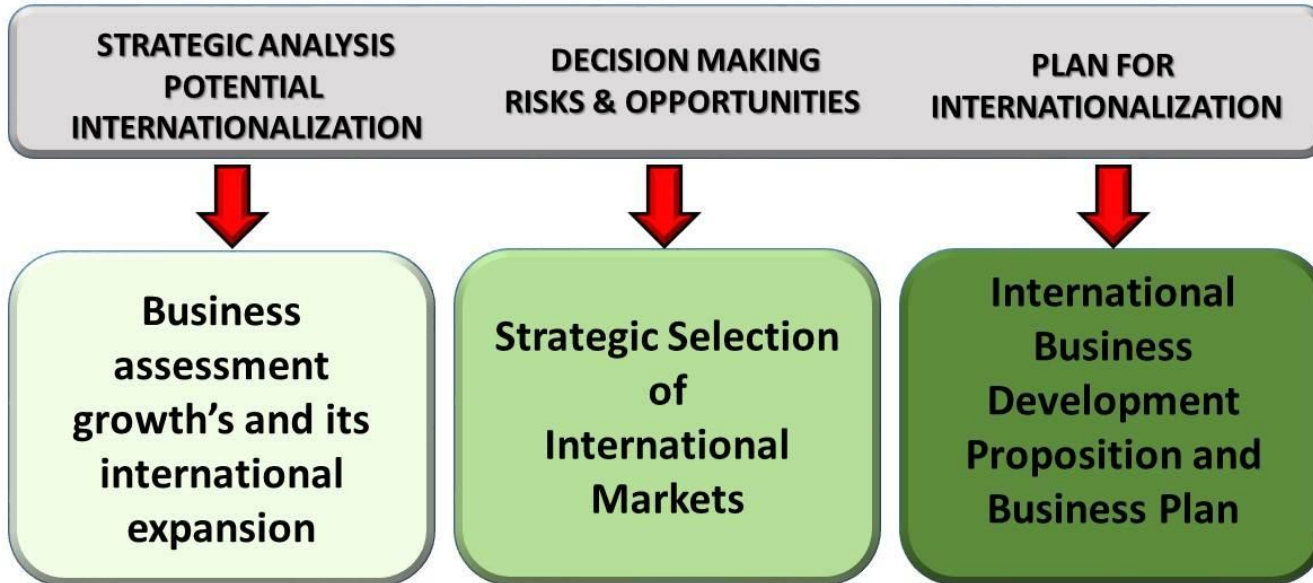 STRATEGIC ANALYSIS
POTENTIAL
INTERNATIONALIZATION
DECISION MAKING
RISKS & OPPORTUNITIES
PLAN FOR
INTERNATIONALIZATION
Business
assessment
growth’s and its
international
expansion
Strategic Selection
of
International
Markets
International
Business
Development
Proposition and
Business Plan